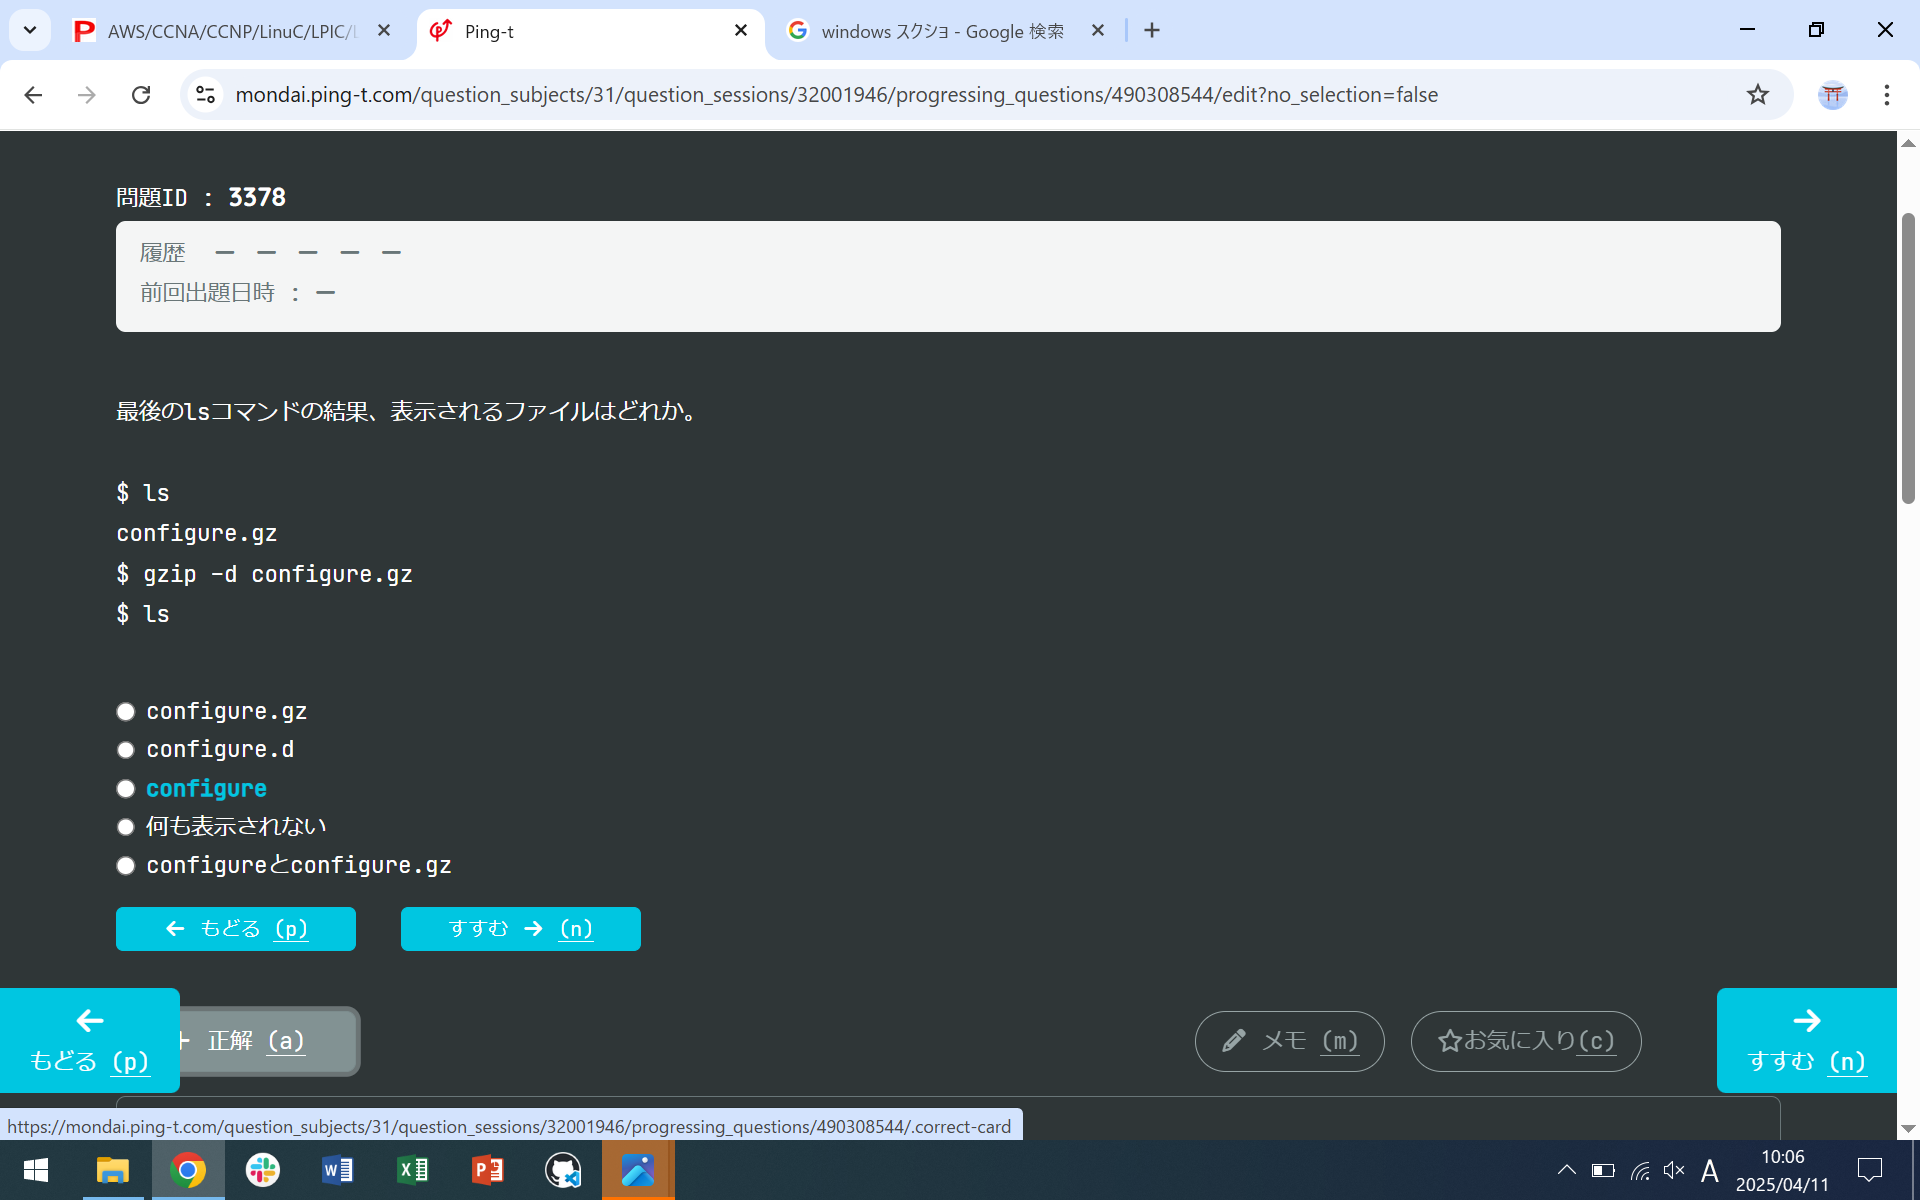 AWS/CCNA/CCNP/LinuC/LPIC/
Ping-t
windows スクショ - Google 検索
mondai.ping-t.com/question_subjects/31/question_sessions/32001946/progressing_questions/490308544/edit?no_selection=false
問題ID : 3378
履歴 ー ー ー ー ー
前回出題日時 : ー
最後のlsコマンドの結果、表示されるファイルはどれか。
$ ls
configure.gz
$ gzip -d configure.gz
$ ls
configure.gz
configure.d
configure
何も表示されない
configureとconfigure.gz
← もどる (p)
すすむ → (n)
←
もどる (p)
正解 (a)
メモ (m)
☆お気に入り(c)
→
すすむ (n)
https://mondai.ping-t.com/question_subjects/31/question_sessions/32001946/progressing_questions/490308544/.correct-card
A
10:06
2025/04/11